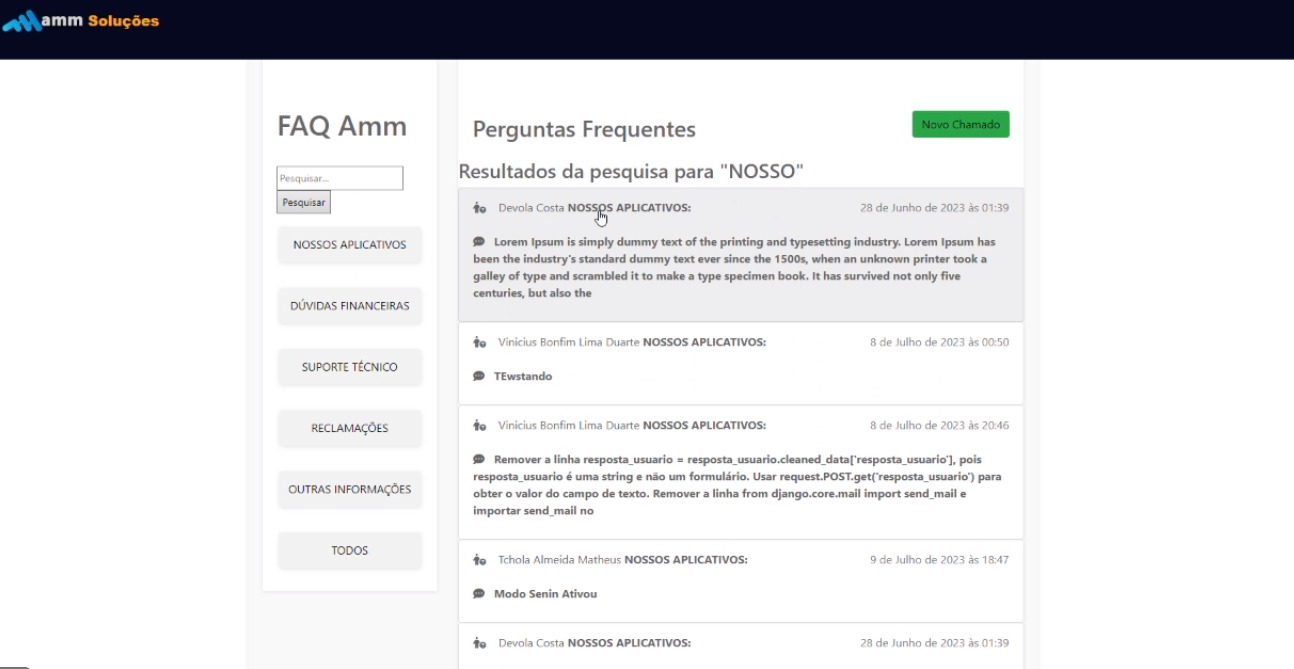 amm Soluções
FAQ Amm
Pesquisar...
Pesquisar
NOSSOS APLICATIVOS
DÚVIDAS FINANCEIRAS
SUPORTE TÉCNICO
RECLAMAÇÕES
OUTRAS INFORMAÇÕES
TODOS
Perguntas Frequentes
Novo Chamado
Resultados da pesquisa para "NOSSO"
Devola Costa NOSSOS APLICATIVOS: 28 de Junho de 2023 às 01:39
Lorem Ipsum is simply dummy text of the printing and typesetting industry. Lorem Ipsum has
been the industry's standard dummy text ever since the 1500s, when an unknown printer took a
galley of type and scrambled it to make a type specimen book. It has survived not only five
centuries, but also the
Vinicius Bonfim Lima Duarte NOSSOS APLICATIVOS: 8 de Julho de 2023 às 00:50
TEwstando
Vinicius Bonfim Lima Duarte NOSSOS APLICATIVOS: 8 de Julho de 2023 às 20:46
Remover a linha resposta_usuario = resposta_usuario.cleaned_data['resposta_usuario'], pois
resposta_usuario é uma string e não um formulário. Usar request.POST.get('resposta_usuario') para
obter o valor do campo de texto. Remover a linha from django.core.mail import send_mail e
importar send_mail no
Tchola Almeida Matheus NOSSOS APLICATIVOS: 9 de Julho de 2023 às 18:47
Modo Senin Ativou
Devola Costa NOSSOS APLICATIVOS: 28 de Junho de 2023 às 01:39